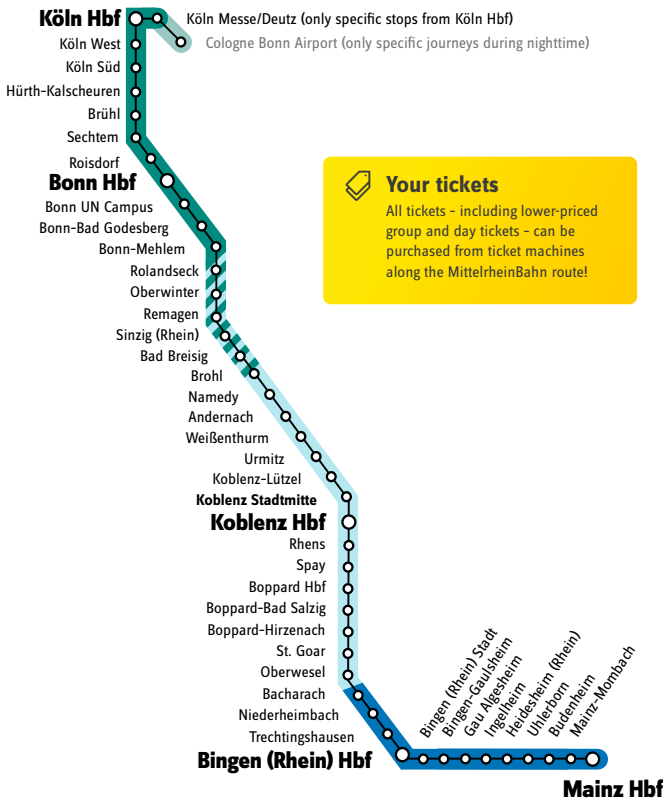 Köln Hbf
Köln Messe/Deutz (only specific stops from Köln Hbf)
Köln West
Cologne Bonn Airport (only specific journeys during nighttime)
Köln Süd
Hürth-Kalscheuren
Brühl
Sechtem
Roisdorf
Bonn Hbf
Bonn UN Campus
Bonn-Bad Godesberg
Bonn-Mehlem
Rolandseck
Oberwinter
Remagen
Sinzig (Rhein)
Bad Breisig
Brohl
Namedy
Andernach
Weißenthurm
Urmitz
Koblenz-Lützel
Koblenz Stadtmitte
Koblenz Hbf
Rhens
Spay
Boppard Hbf
Boppard-Bad Salzig
Boppard-Hirzenach
St. Goar
Oberwesel
Bacharach
Niederheimbach
Trechtingshausen
Bingen (Rhein) Hbf
Bingen (Rhein) Stadt
Bingen-Gaulsheim
Gau Algesheim
Ingelheim
Heidesheim (Rhein)
Uhlerborn
Budenheim
Mainz-Mombach
Mainz Hbf
Your tickets
All tickets - including lower-priced
group and day tickets - can be
purchased from ticket machines
along the MittelrheinBahn route!